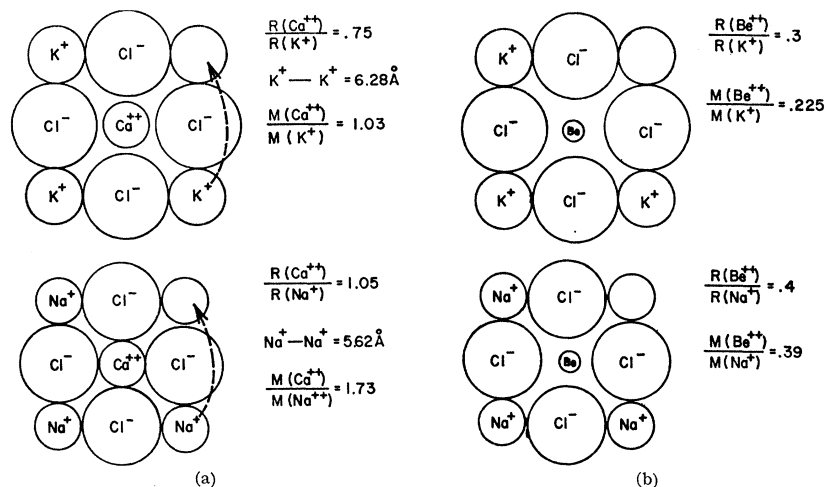 K⁺ Cl⁻
Cl⁻ Ca⁺⁺ Cl⁻
K⁺ Cl⁻ K⁺
R(Ca⁺⁺)/R(K⁺) = .75
K⁺ — K⁺ = 6.28Å
M(Ca⁺⁺)/M(K⁺) = 1.03
K⁺ Cl⁻
Cl⁻ Be Cl⁻
K⁺ Cl⁻ K⁺
R(Be⁺⁺)/R(K⁺) = .3
M(Be⁺⁺)/M(K⁺) = .225
Na⁺ Cl⁻
Cl⁻ Ca⁺⁺ Cl⁻
Na⁺ Cl⁻ Na⁺
R(Ca⁺⁺)/R(Na⁺) = 1.05
Na⁺—Na⁺ = 5.62Å
M(Ca⁺⁺)/M(Na⁺⁺) = 1.73
Na⁺ Cl⁻
Cl⁻ Be Cl⁻
Na⁺ Cl⁻ Na⁺
R(Be⁺⁺)/R(Na⁺) = .4
M(Be⁺⁺)/M(Na⁺) = .39
(a) (b)